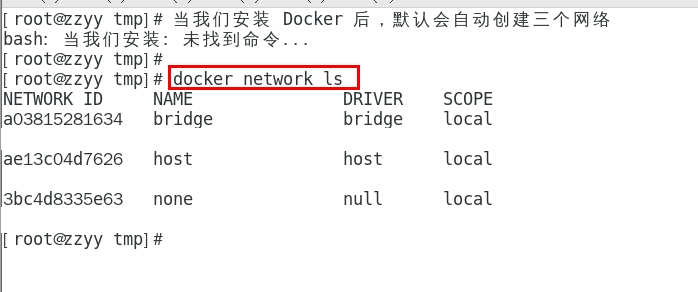 [ root@zzyy tmp] # 当我们安装 Docker 后，默认会自动创建三个网络
bash: 当我们安装: 未找到命令...
[ root@zzyy tmp] #
[ root@zzyy tmp] # docker network ls
NETWORK ID NAME DRIVER SCOPE
a03815281634 bridge bridge local
ae13c04d7626 host host local
3bc4d8335e63 none null local
[ root@zzyy tmp] #